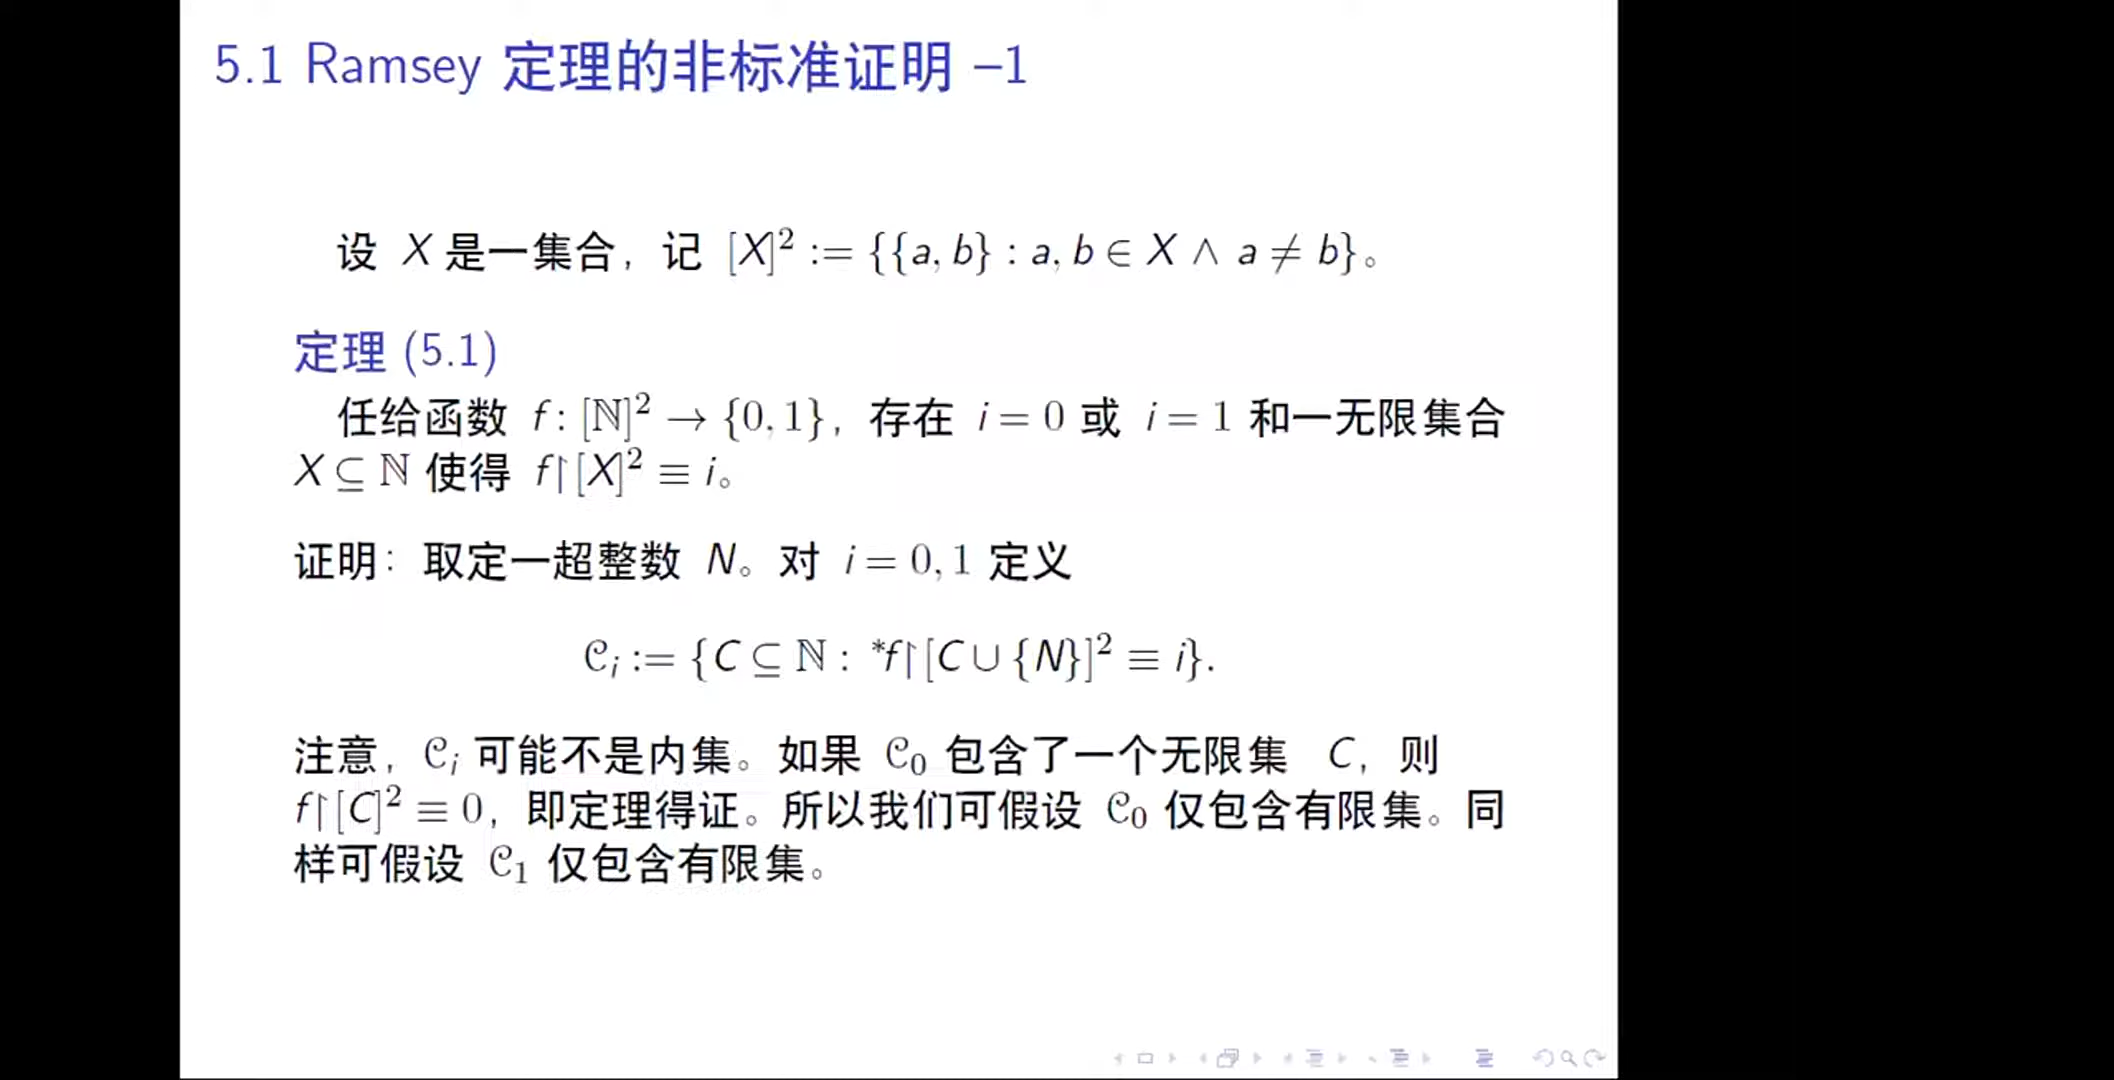 5.1 Ramsey 定理的非标准证明 –1
设 X 是一集合，记 [X]² := {{a, b} : a, b ∈ X ∧ a ≠ b}。
定理 (5.1)
任给函数 f : [ℕ]² → {0, 1}，存在 i = 0 或 i = 1 和一无限集合
X ⊆ ℕ 使得 f↾[X]² ≡ i。
证明：取定一超整数 N。对 i = 0, 1 定义
𝒞ᵢ := {C ⊆ ℕ : *f↾[C ∪ {N}]² ≡ i}.
注意，𝒞ᵢ 可能不是内集。如果 𝒞₀ 包含了一个无限集 C，则
f↾[C]² ≡ 0，即定理得证。所以我们可假设 𝒞₀ 仅包含有限集。同
样可假设 𝒞₁ 仅包含有限集。